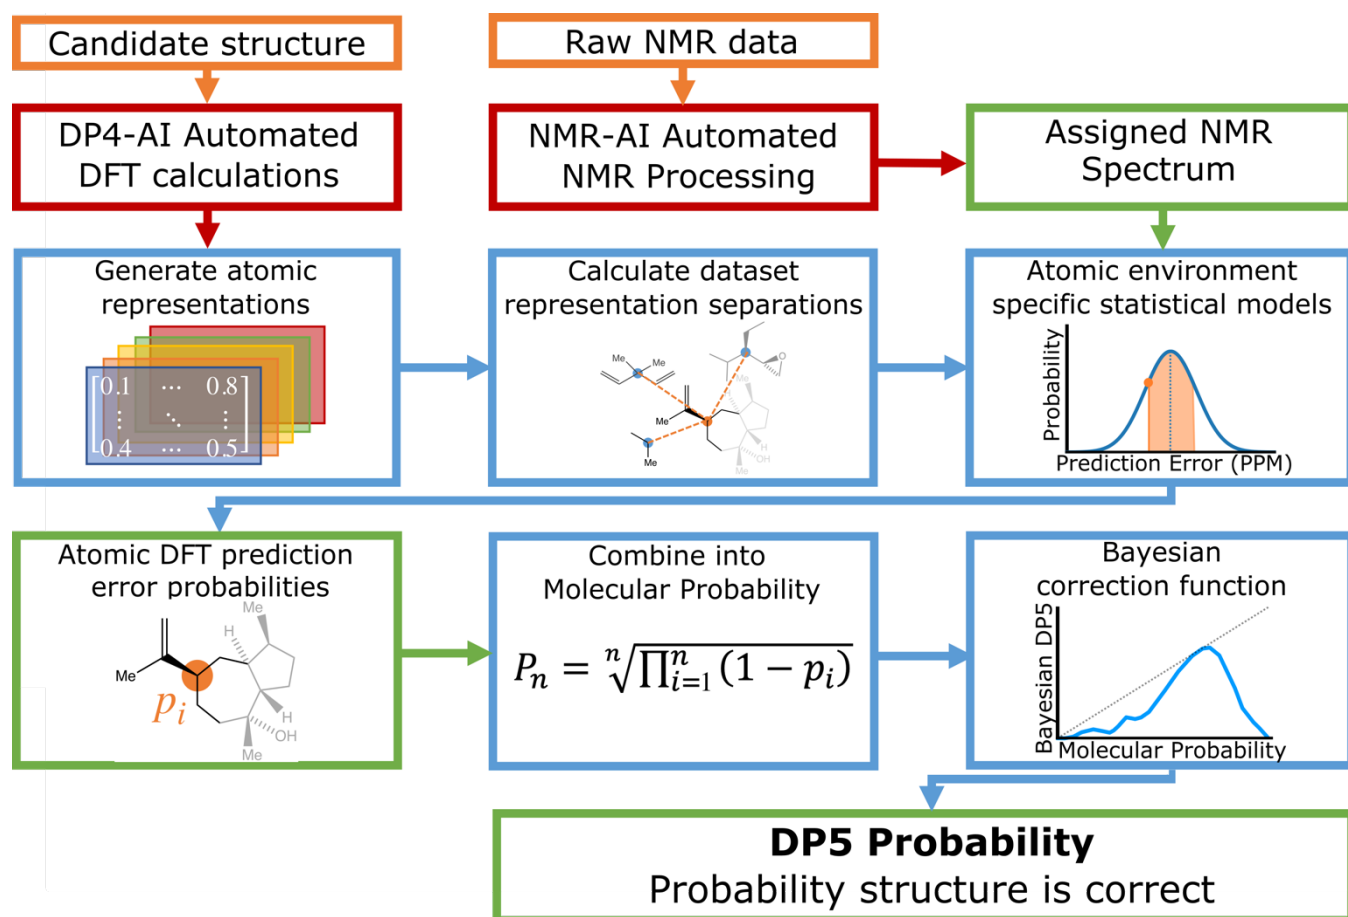 Candidate structure
Raw NMR data
DP4-AI Automated
DFT calculations
NMR-AI Automated
NMR Processing
Assigned NMR
Spectrum
Generate atomic
representations
0.1 ⋯ 0.8
⋮ ⋱ ⋮
0.4 ⋯ 0.5
Calculate dataset
representation separations
Me
Me
O
Me
Me
Me
H
OH
Me
Atomic environment
specific statistical models
Probability
Prediction Error (PPM)
Atomic DFT prediction
error probabilities
Me
H
Me
pᵢ
H
OH
Me
Combine into
Molecular Probability
Pₙ = ⁿ√∏ⁿᵢ₌₁ (1 − pᵢ)
Bayesian
correction function
Bayesian DP5
Molecular Probability
DP5 Probability
Probability structure is correct